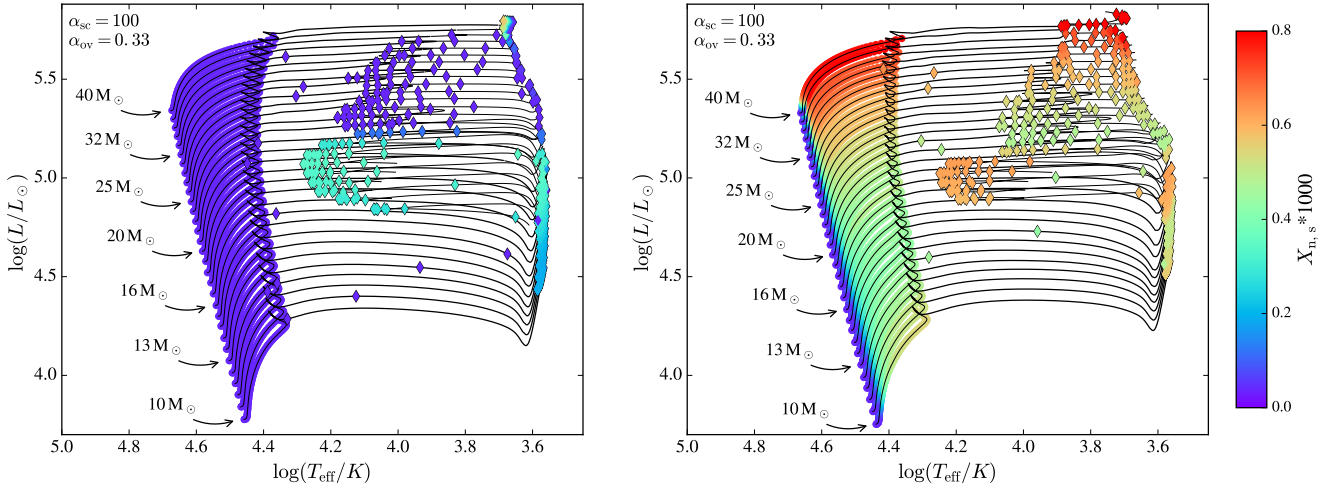 α_sc = 100
α_ov = 0.33
40 M☉
32 M☉
25 M☉
20 M☉
16 M☉
13 M☉
10 M☉
log(L/L☉)
5.5
5.0
4.5
4.0
5.0 4.8 4.6 4.4 4.2 4.0 3.8 3.6
log(T_eff/K)
α_sc = 100
α_ov = 0.33
40 M☉
32 M☉
25 M☉
20 M☉
16 M☉
13 M☉
10 M☉
log(L/L☉)
5.5
5.0
4.5
4.0
5.0 4.8 4.6 4.4 4.2 4.0 3.8 3.6
log(T_eff/K)
0.8
0.6
0.4
0.2
0.0
X_n,s*1000